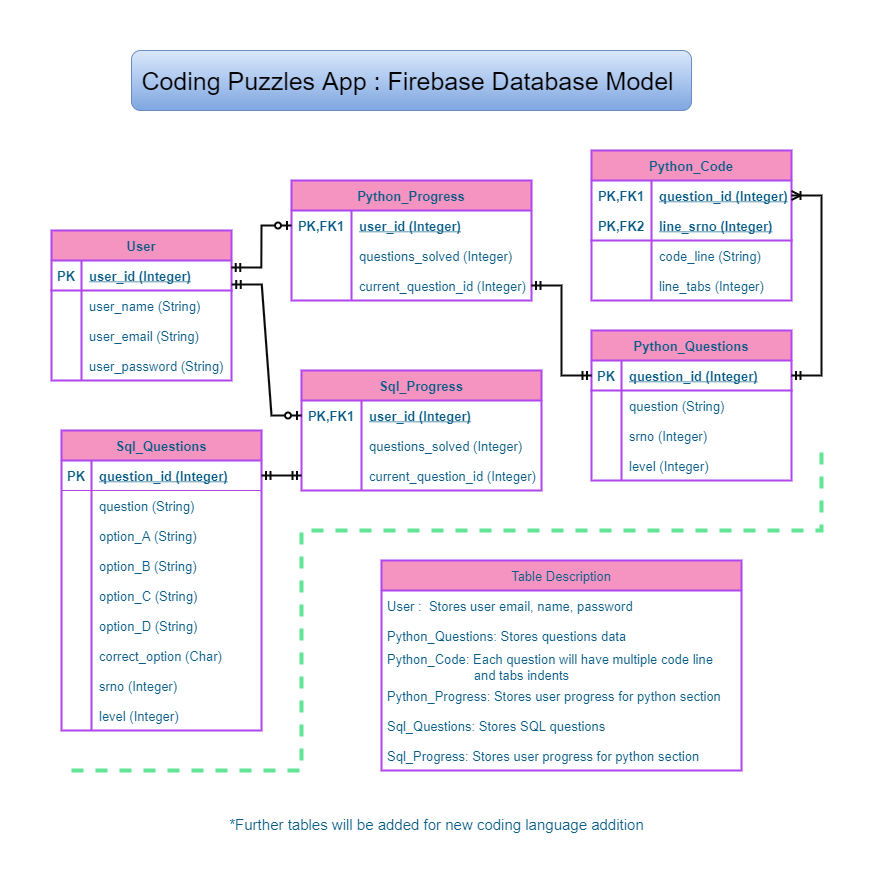 Coding Puzzles App : Firebase Database Model
User
PK user_id (Integer)
user_name (String)
user_email (String)
user_password (String)
Python_Progress
PK,FK1 user_id (Integer)
questions_solved (Integer)
current_question_id (Integer)
Python_Code
PK,FK1 question_id (Integer)
PK,FK2 line_srno (Integer)
code_line (String)
line_tabs (Integer)
Python_Questions
PK question_id (Integer)
question (String)
srno (Integer)
level (Integer)
Sql_Progress
PK,FK1 user_id (Integer)
questions_solved (Integer)
current_question_id (Integer)
Sql_Questions
PK question_id (Integer)
question (String)
option_A (String)
option_B (String)
option_C (String)
option_D (String)
correct_option (Char)
srno (Integer)
level (Integer)
Table Description
User : Stores user email, name, password
Python_Questions: Stores questions data
Python_Code: Each question will have multiple code line
and tabs indents
Python_Progress: Stores user progress for python section
Sql_Questions: Stores SQL questions
Sql_Progress: Stores user progress for python section
*Further tables will be added for new coding language addition